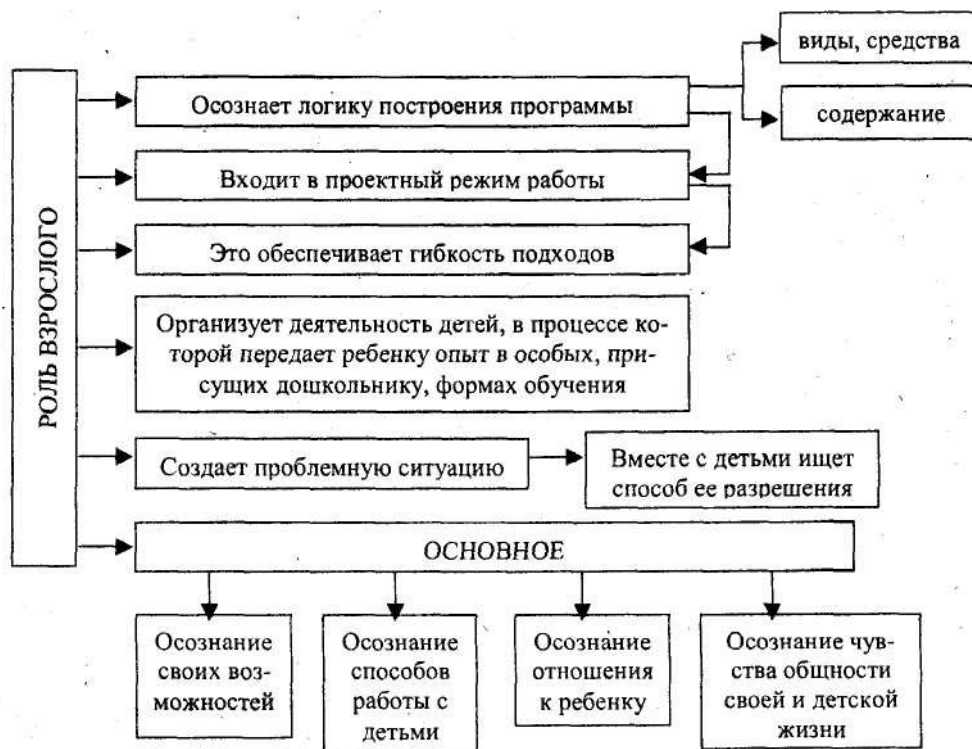 виды, средства
Осознает логику построения программы
содержание
Входит в проектный режим работы
Это обеспечивает гибкость подходов
РОЛЬ ВЗРОСЛОГО
Организует деятельность детей, в процессе ко-
торой передает ребенку опыт в особых, при-
сущих дошкольнику, формах обучения
Создает проблемную ситуацию
Вместе с детьми ищет
способ ее разрешения
ОСНОВНОЕ
Осознание
своих воз-
можностей
Осознание
способов
работы с
детьми
Осознание
отношения
к ребенку
Осознание чув-
ства общности
своей и детской
жизни